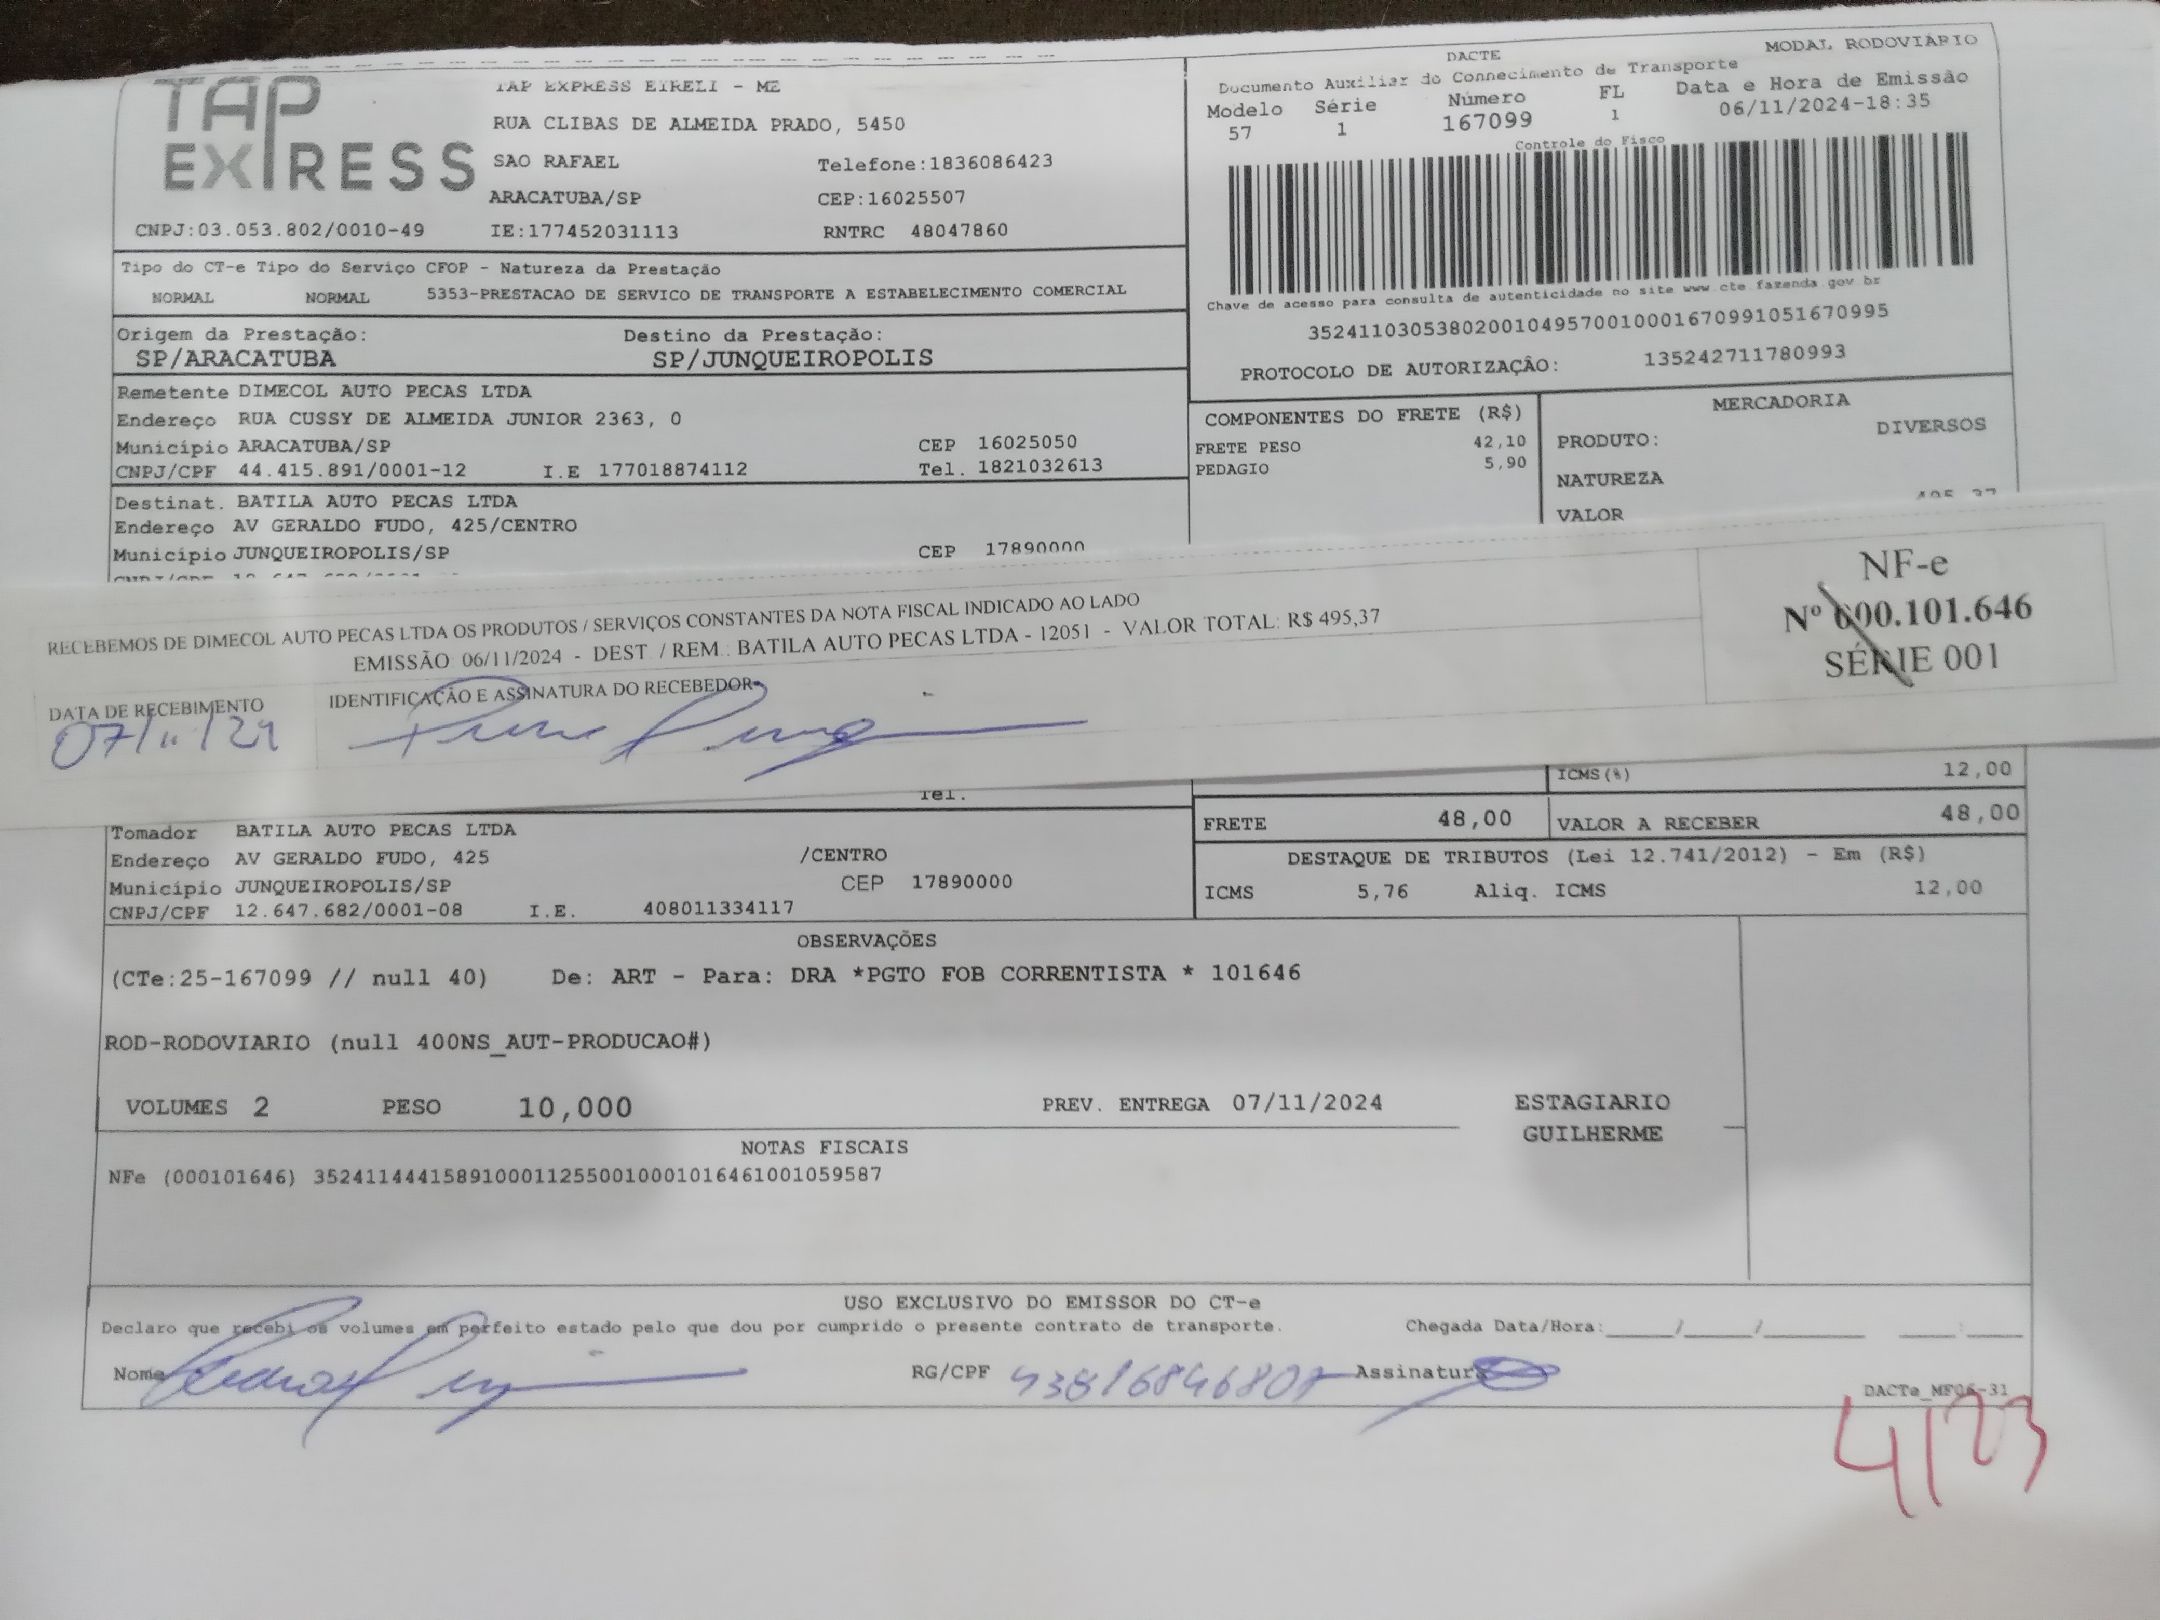 TAP EXPRESS
TAP EXPRESS EIRELI - ME
RUA CLIBAS DE ALMEIDA PRADO, 5450
SAO RAFAEL Telefone:1836086423
ARACATUBA/SP CEP:16025507
CNPJ:03.053.802/0010-49 IE:177452031113 RNTRC 48047860
DACTE MODAL RODOVIÁRIO
Documento Auxiliar do Conhecimento de Transporte
Modelo Série Número FL Data e Hora de Emissão
57 1 167099 1 06/11/2024-18:35
Controle do Fisco
Chave de acesso para consulta de autenticidade no site www.cte.fazenda.gov.br
35241103053802001049570010001670991051670995
PROTOCOLO DE AUTORIZAÇÃO: 135242711780993
Tipo do CT-e Tipo do Serviço CFOP - Natureza da Prestação
NORMAL NORMAL 5353-PRESTACAO DE SERVICO DE TRANSPORTE A ESTABELECIMENTO COMERCIAL
Origem da Prestação: Destino da Prestação:
SP/ARACATUBA SP/JUNQUEIROPOLIS
Remetente DIMECOL AUTO PECAS LTDA
Endereço RUA CUSSY DE ALMEIDA JUNIOR 2363, 0
Município ARACATUBA/SP CEP 16025050
CNPJ/CPF 44.415.891/0001-12 I.E 177018874112 Tel. 1821032613
Destinat. BATILA AUTO PECAS LTDA
Endereço AV GERALDO FUDO, 425/CENTRO
Município JUNQUEIROPOLIS/SP CEP 17890000
COMPONENTES DO FRETE (R$)
FRETE PESO 42,10
PEDAGIO 5,90
MERCADORIA
PRODUTO: DIVERSOS
NATUREZA
VALOR 495,37
RECEBEMOS DE DIMECOL AUTO PECAS LTDA OS PRODUTOS / SERVIÇOS CONSTANTES DA NOTA FISCAL INDICADO AO LADO
EMISSÃO: 06/11/2024 - DEST. / REM.: BATILA AUTO PECAS LTDA - 12051 - VALOR TOTAL: R$ 495,37
DATA DE RECEBIMENTO IDENTIFICAÇÃO E ASSINATURA DO RECEBEDOR
07/11/24
NF-e
Nº 000.101.646
SÉRIE 001
Tel.
ICMS(%) 12,00
FRETE 48,00 VALOR A RECEBER 48,00
DESTAQUE DE TRIBUTOS (Lei 12.741/2012) - Em (R$)
ICMS 5,76 Aliq. ICMS 12,00
Tomador BATILA AUTO PECAS LTDA
Endereço AV GERALDO FUDO, 425 /CENTRO
Município JUNQUEIROPOLIS/SP CEP 17890000
CNPJ/CPF 12.647.682/0001-08 I.E. 408011334117
OBSERVAÇÕES
(CTe:25-167099 // null 40) De: ART - Para: DRA *PGTO FOB CORRENTISTA * 101646
ROD-RODOVIARIO (null 400NS_AUT-PRODUCAO#)
VOLUMES 2 PESO 10,000 PREV. ENTREGA 07/11/2024 ESTAGIARIO
GUILHERME
NOTAS FISCAIS
NFe (000101646) 35241144415891000112550010001016461001059587
USO EXCLUSIVO DO EMISSOR DO CT-e
Declaro que recebi os volumes em perfeito estado pelo que dou por cumprido o presente contrato de transporte. Chegada Data/Hora:____/____/______ ____:____
Nome RG/CPF 43816846807 Assinatura
DACTe_MF06-31
4123